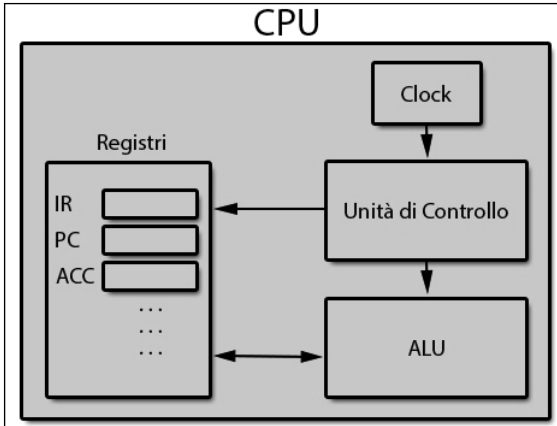 CPU
Clock
Registri
Unità di Controllo
IR
PC
ACC
...
...
...
ALU